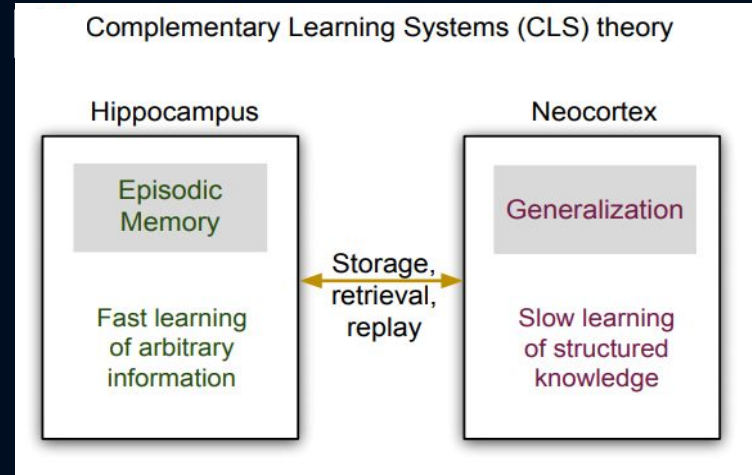 Complementary Learning Systems (CLS) theory
Hippocampus
Episodic
Memory
Fast learning
of arbitrary
information
Storage,
retrieval,
replay
Neocortex
Generalization
Slow learning
of structured
knowledge